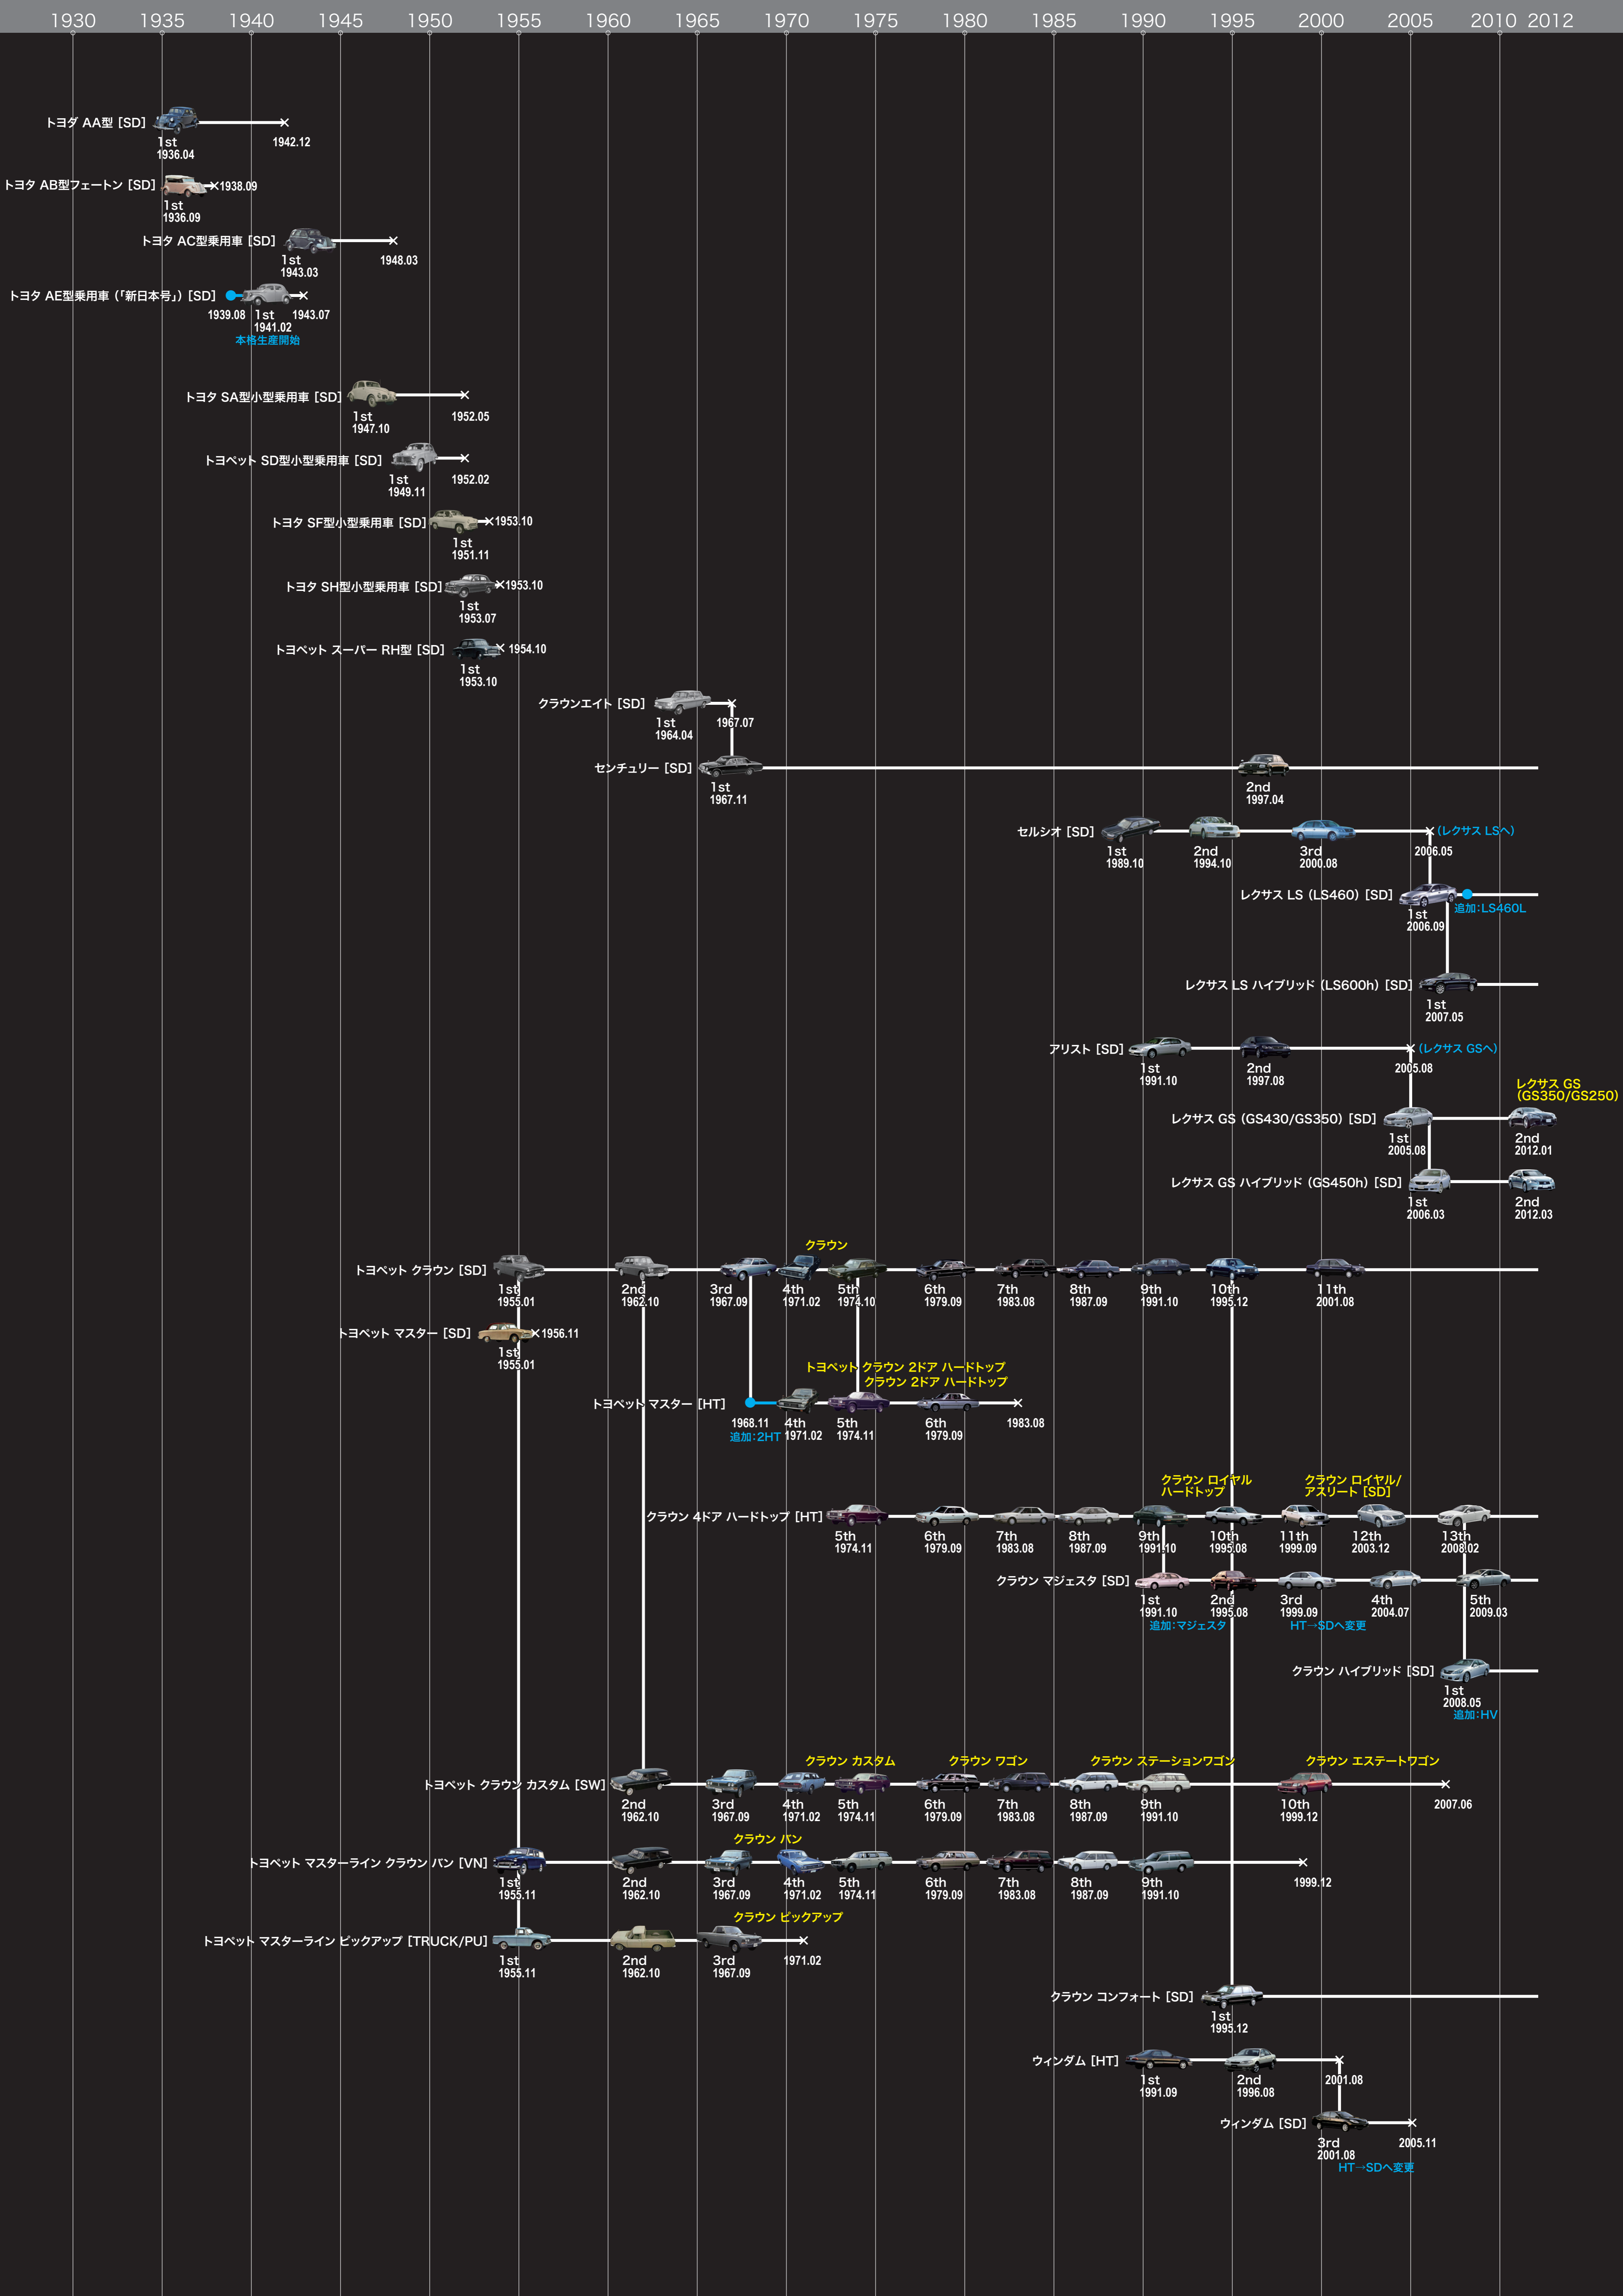 1930 1935 1940 1945 1950 1955 1960 1965 1970 1975 1980 1985 1990 1995 2000 2005 2010 2012
トヨダ AA型 [SD]
1st
1936.04
1942.12
トヨタ AB型フェートン [SD]
1938.09
1st
1936.09
トヨタ AC型乗用車 [SD]
1st
1943.03
1948.03
トヨタ AE型乗用車 (「新日本号」) [SD]
1939.08
1st
1941.02
1943.07
本格生産開始
トヨタ SA型小型乗用車 [SD]
1st
1947.10
1952.05
トヨペット SD型小型乗用車 [SD]
1st
1949.11
1952.02
トヨタ SF型小型乗用車 [SD]
1953.10
1st
1951.11
トヨタ SH型小型乗用車 [SD]
1953.10
1st
1953.07
トヨペット スーパー RH型 [SD]
1954.10
1st
1953.10
クラウンエイト [SD]
1st
1964.04
1967.07
センチュリー [SD]
1st
1967.11
2nd
1997.04
セルシオ [SD]
(レクサス LSへ)
1st
1989.10
2nd
1994.10
3rd
2000.08
2006.05
レクサス LS (LS460) [SD]
追加:LS460L
1st
2006.09
レクサス LS ハイブリッド (LS600h) [SD]
1st
2007.05
アリスト [SD]
(レクサス GSへ)
1st
1991.10
2nd
1997.08
2005.08
レクサス GS
(GS350/GS250)
レクサス GS (GS430/GS350) [SD]
1st
2005.08
2nd
2012.01
レクサス GS ハイブリッド (GS450h) [SD]
1st
2006.03
2nd
2012.03
クラウン
トヨペット クラウン [SD]
1st
1955.01
2nd
1962.10
3rd
1967.09
4th
1971.02
5th
1974.10
6th
1979.09
7th
1983.08
8th
1987.09
9th
1991.10
10th
1995.12
11th
2001.08
トヨペット マスター [SD]
1956.11
1st
1955.01
トヨペット クラウン 2ドア ハードトップ
クラウン 2ドア ハードトップ
トヨペット マスター [HT]
1968.11
追加:2HT
4th
1971.02
5th
1974.11
6th
1979.09
1983.08
クラウン ロイヤル
ハードトップ
クラウン ロイヤル/
アスリート [SD]
クラウン 4ドア ハードトップ [HT]
5th
1974.11
6th
1979.09
7th
1983.08
8th
1987.09
9th
1991.10
10th
1995.08
11th
1999.09
12th
2003.12
13th
2008.02
クラウン マジェスタ [SD]
1st
1991.10
追加:マジェスタ
2nd
1995.08
3rd
1999.09
HT→SDへ変更
4th
2004.07
5th
2009.03
クラウン ハイブリッド [SD]
1st
2008.05
追加:HV
クラウン カスタム
クラウン ワゴン
クラウン ステーションワゴン
クラウン エステートワゴン
トヨペット クラウン カスタム [SW]
2nd
1962.10
3rd
1967.09
4th
1971.02
5th
1974.11
6th
1979.09
7th
1983.08
8th
1987.09
9th
1991.10
10th
1999.12
2007.06
クラウン バン
トヨペット マスターライン クラウン バン [VN]
1st
1955.11
2nd
1962.10
3rd
1967.09
4th
1971.02
5th
1974.11
6th
1979.09
7th
1983.08
8th
1987.09
9th
1991.10
1999.12
クラウン ピックアップ
トヨペット マスターライン ピックアップ [TRUCK/PU]
1st
1955.11
2nd
1962.10
3rd
1967.09
1971.02
クラウン コンフォート [SD]
1st
1995.12
ウィンダム [HT]
1st
1991.09
2nd
1996.08
2001.08
ウィンダム [SD]
3rd
2001.08
2005.11
HT→SDへ変更